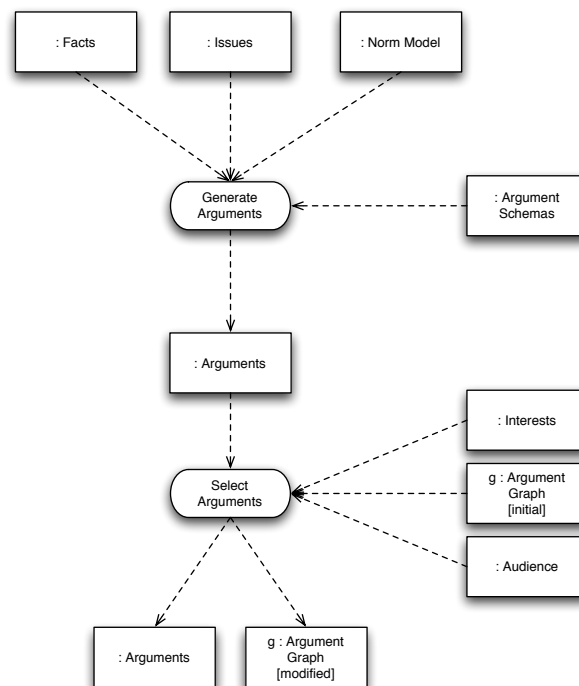 : Facts
: Issues
: Norm Model
Generate
Arguments
: Argument
Schemas
: Arguments
: Interests
Select
Arguments
g : Argument
Graph
[initial]
: Audience
: Arguments
g : Argument
Graph
[modified]